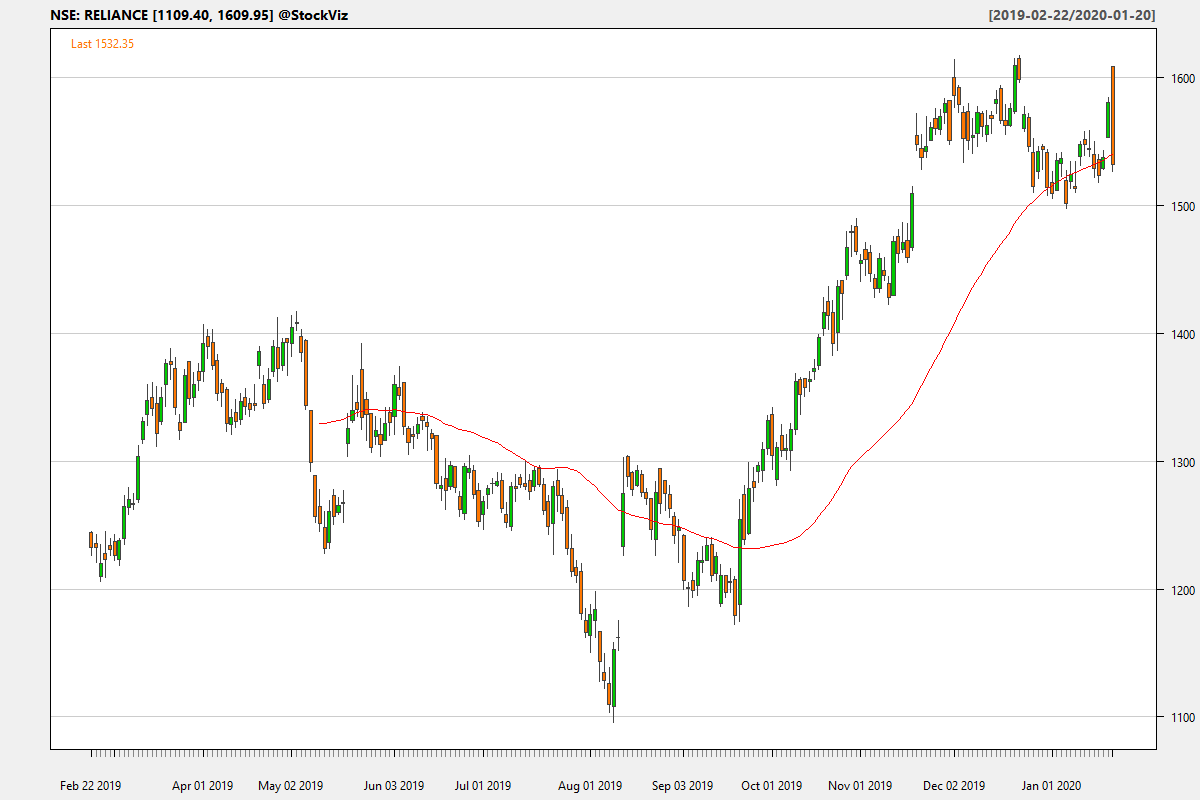 NSE: RELIANCE [1109.40, 1609.95] @StockViz [2019-02-22/2020-01-20]
Last 1532.35
1600
1500
1400
1300
1200
1100
Feb 22 2019 Apr 01 2019 May 02 2019 Jun 03 2019 Jul 01 2019 Aug 01 2019 Sep 03 2019 Oct 01 2019 Nov 01 2019 Dec 02 2019 Jan 01 2020